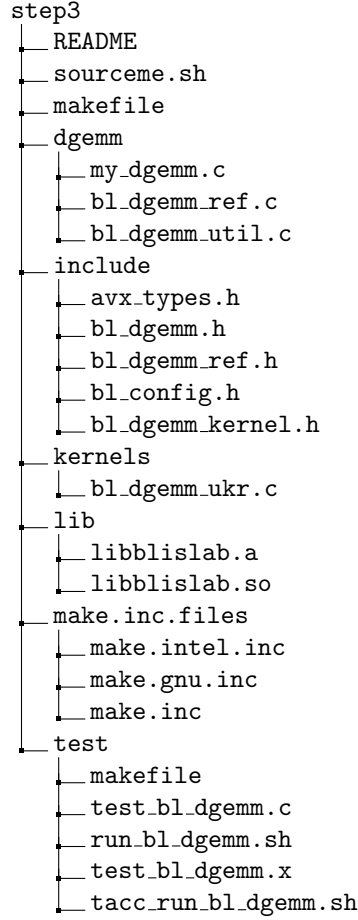 step3
README
sourceme.sh
makefile
dgemm
my_dgemm.c
bl_dgemm_ref.c
bl_dgemm_util.c
include
avx_types.h
bl_dgemm.h
bl_dgemm_ref.h
bl_config.h
bl_dgemm_kernel.h
kernels
bl_dgemm_ukr.c
lib
libblislab.a
libblislab.so
make.inc.files
make.intel.inc
make.gnu.inc
make.inc
test
makefile
test_bl_dgemm.c
run_bl_dgemm.sh
test_bl_dgemm.x
tacc_run_bl_dgemm.sh